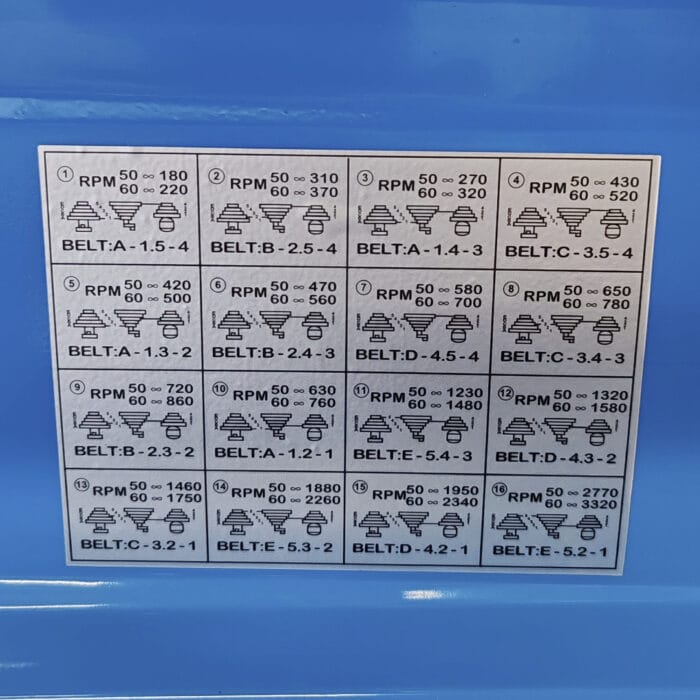 ① RPM 50 ∞ 180
60 ∞ 220
BELT:A-1.5-4
② RPM 50 ∞ 310
60 ∞ 370
BELT:B-2.5-4
③ RPM 50 ∞ 270
60 ∞ 320
BELT:A-1.4-3
④ RPM 50 ∞ 430
60 ∞ 520
BELT:C-3.5-4
⑤ RPM 50 ∞ 420
60 ∞ 500
BELT:A-1.3-2
⑥ RPM 50 ∞ 470
60 ∞ 560
BELT:B-2.4-3
⑦ RPM 50 ∞ 580
60 ∞ 700
BELT:D-4.5-4
⑧ RPM 50 ∞ 650
60 ∞ 780
BELT:C-3.4-3
⑨ RPM 50 ∞ 720
60 ∞ 860
BELT:B-2.3-2
⑩ RPM 50 ∞ 630
60 ∞ 760
BELT:A-1.2-1
⑪ RPM 50 ∞ 1230
60 ∞ 1480
BELT:E-5.4-3
⑫ RPM 50 ∞ 1320
60 ∞ 1580
BELT:D-4.3-2
⑬ RPM 50 ∞ 1460
60 ∞ 1750
BELT:C-3.2-1
⑭ RPM 50 ∞ 1880
60 ∞ 2260
BELT:E-5.3-2
⑮ RPM 50 ∞ 1950
60 ∞ 2340
BELT:D-4.2-1
⑯ RPM 50 ∞ 2770
60 ∞ 3320
BELT:E-5.2-1